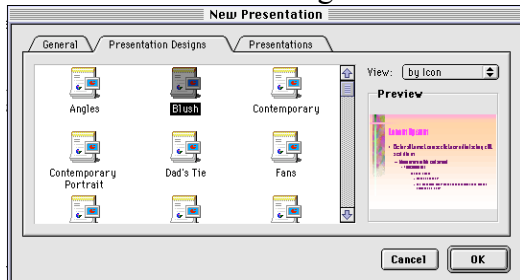 New Presentation
General
Presentation Designs
Presentations
View: by Icon
Preview
Angles
Blush
Contemporary
Contemporary
Portrait
Dad's Tie
Fans
Cancel
OK